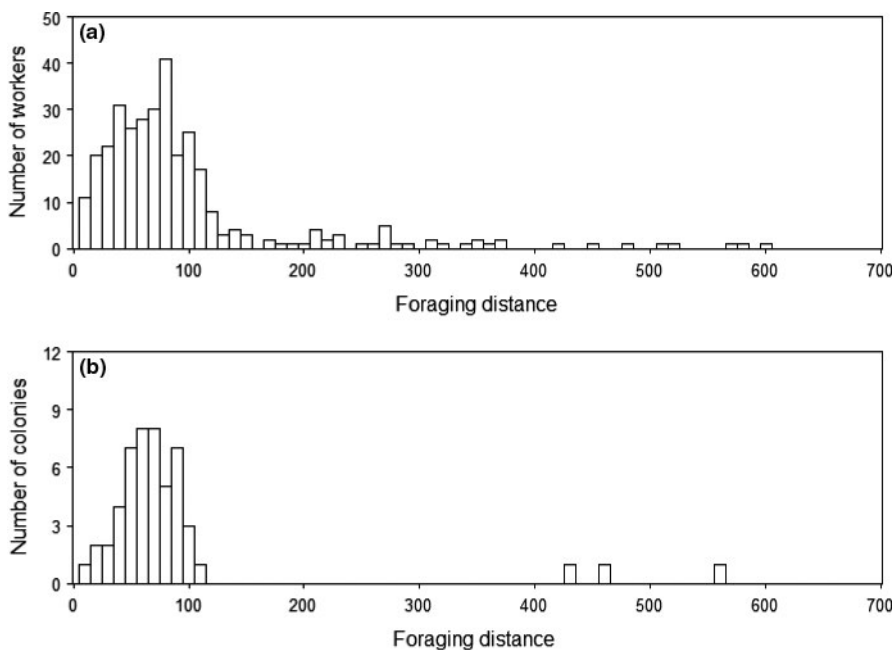 (a)
Number of workers
50
40
30
20
10
0
0 100 200 300 400 500 600 700
Foraging distance
(b)
Number of colonies
12
9
6
3
0
0 100 200 300 400 500 600 700
Foraging distance